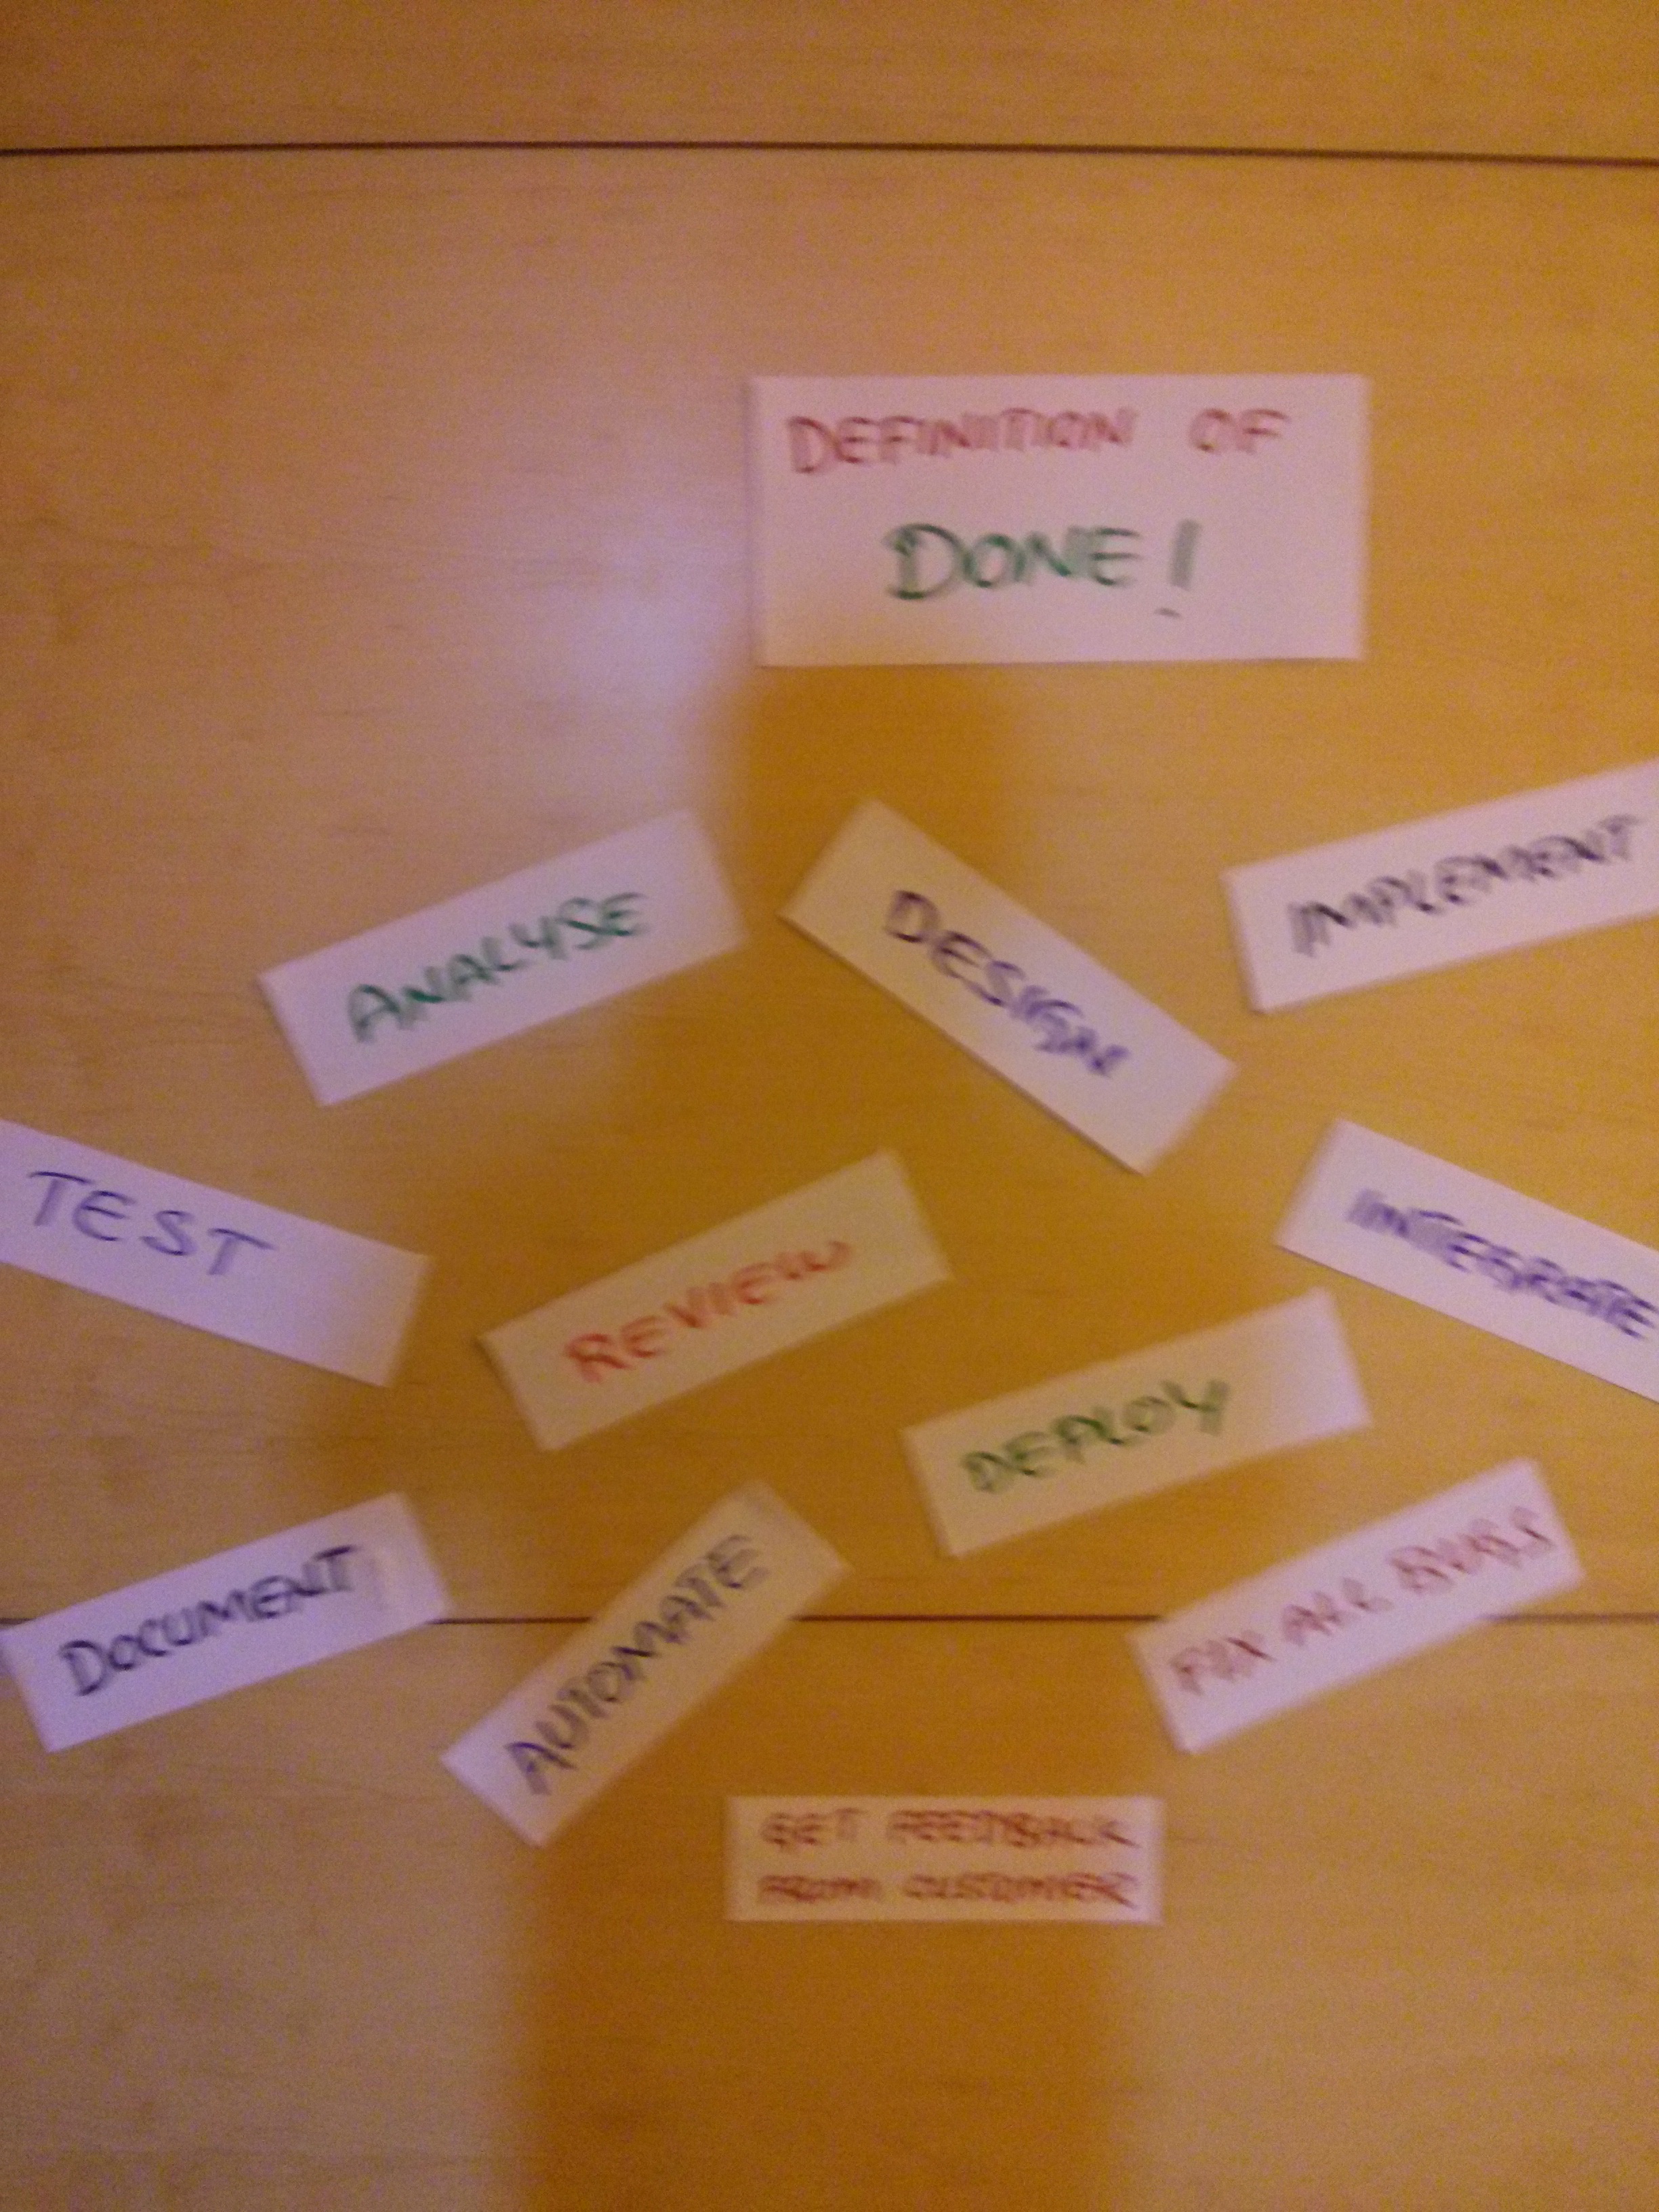 DEFINITION OF
DONE!
ANALYSE
DESIGN
IMPLEMENT
TEST
REVIEW
INTEGRATE
DEPLOY
DOCUMENT
AUTOMATE
FIX ALL BUGS
GET FEEDBACK
FROM CUSTOMER